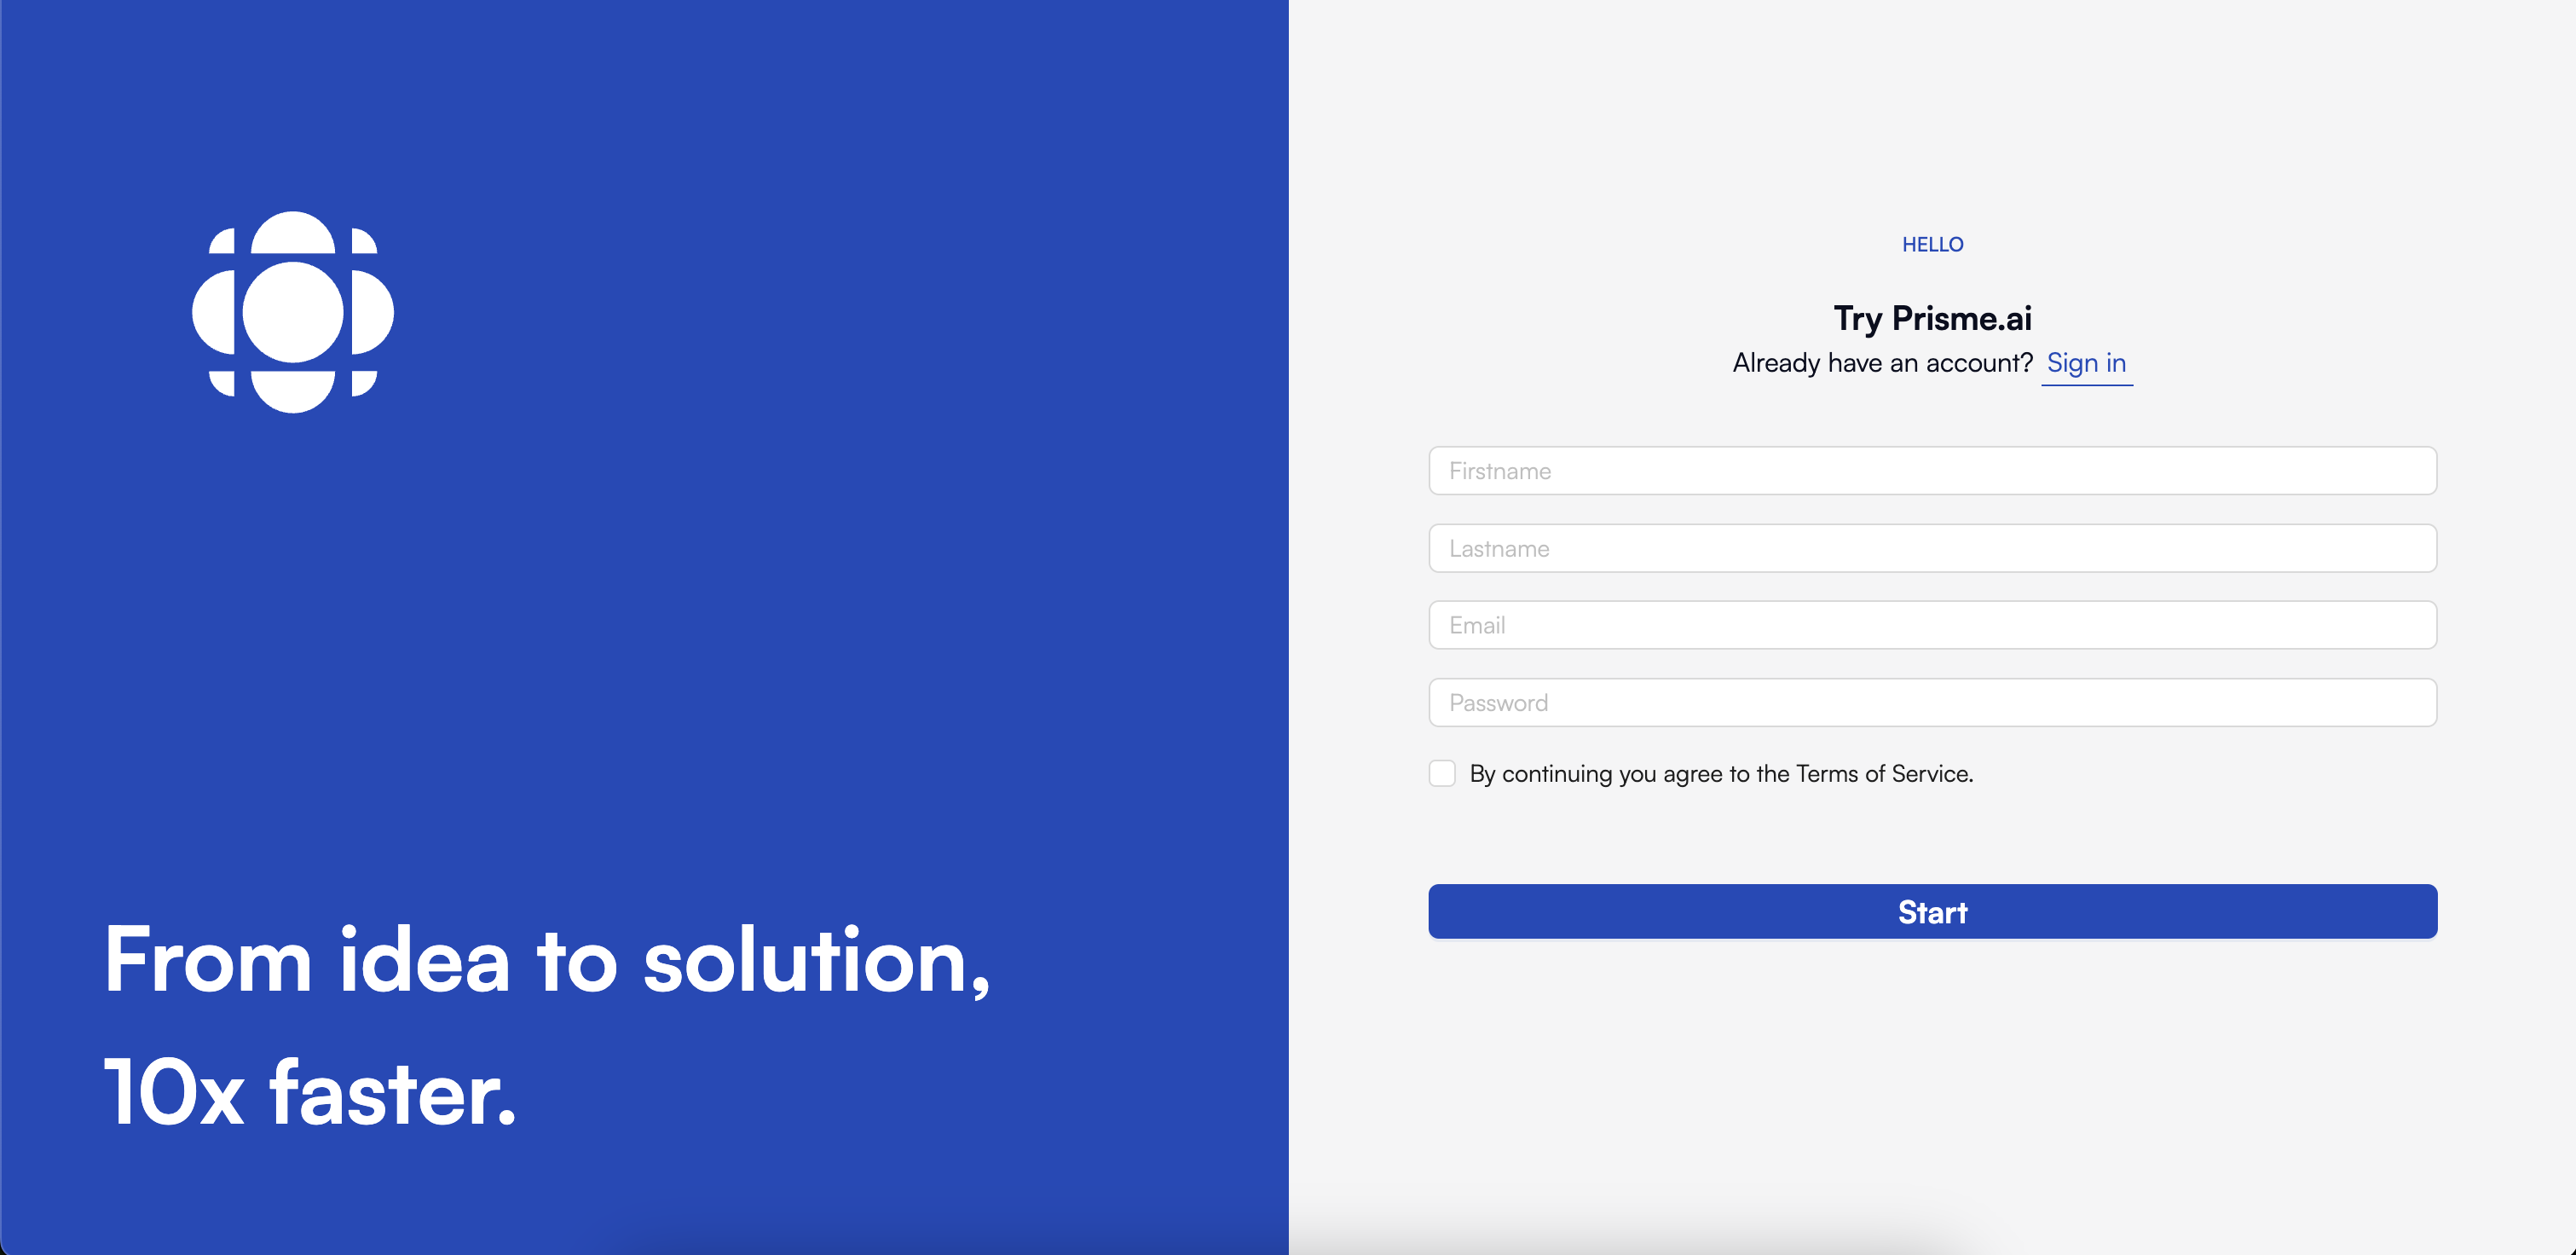 From idea to solution,
10x faster.
HELLO
Try Prisme.ai
Already have an account? Sign in
Firstname
Lastname
Email
Password
By continuing you agree to the Terms of Service.
Start